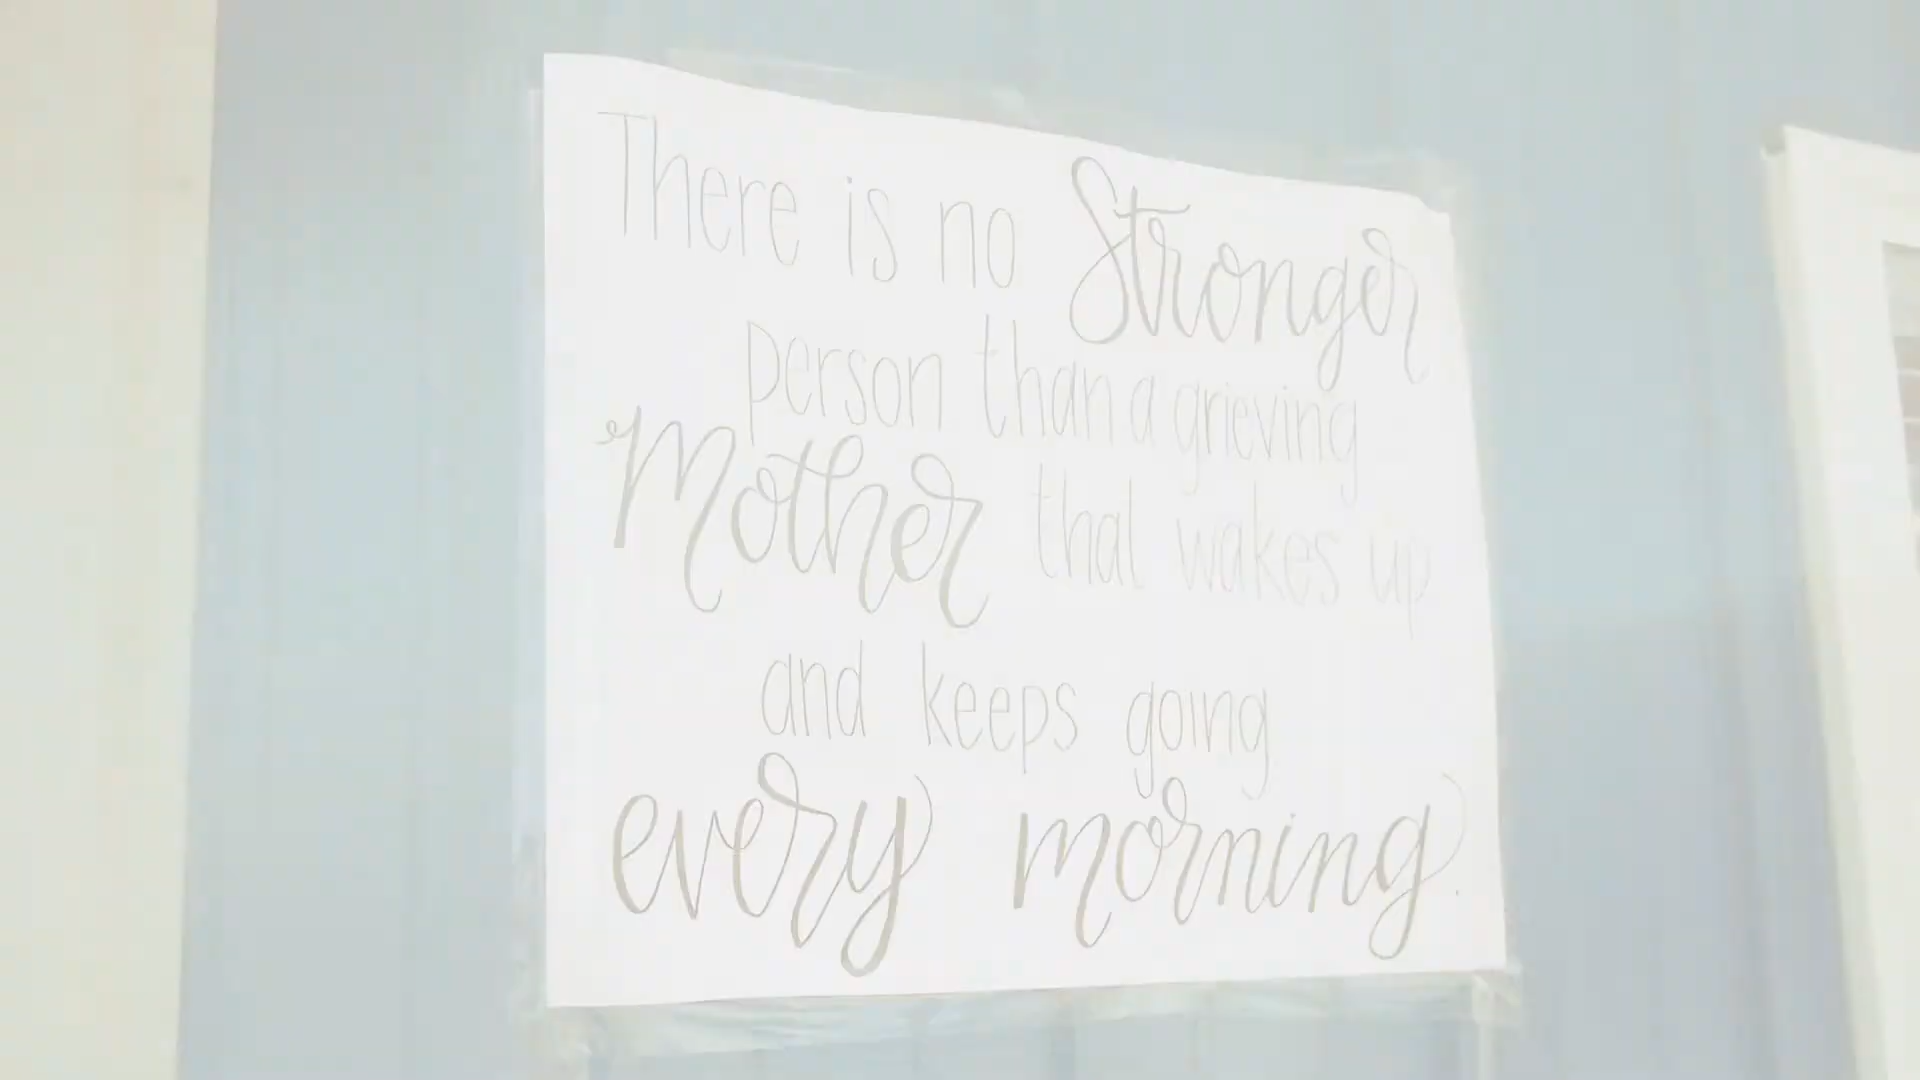 There is no Stronger
person than a grieving
Mother that wakes up
and keeps going
every morning.